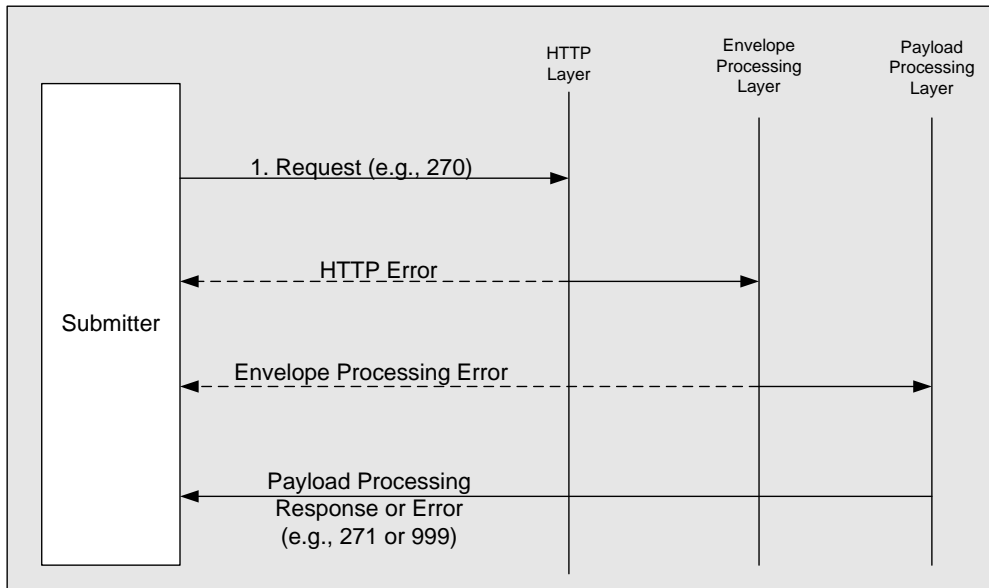 HTTP
Layer
Envelope
Processing
Layer
Payload
Processing
Layer
1. Request (e.g., 270)
HTTP Error
Submitter
Envelope Processing Error
Payload Processing
Response or Error
(e.g., 271 or 999)